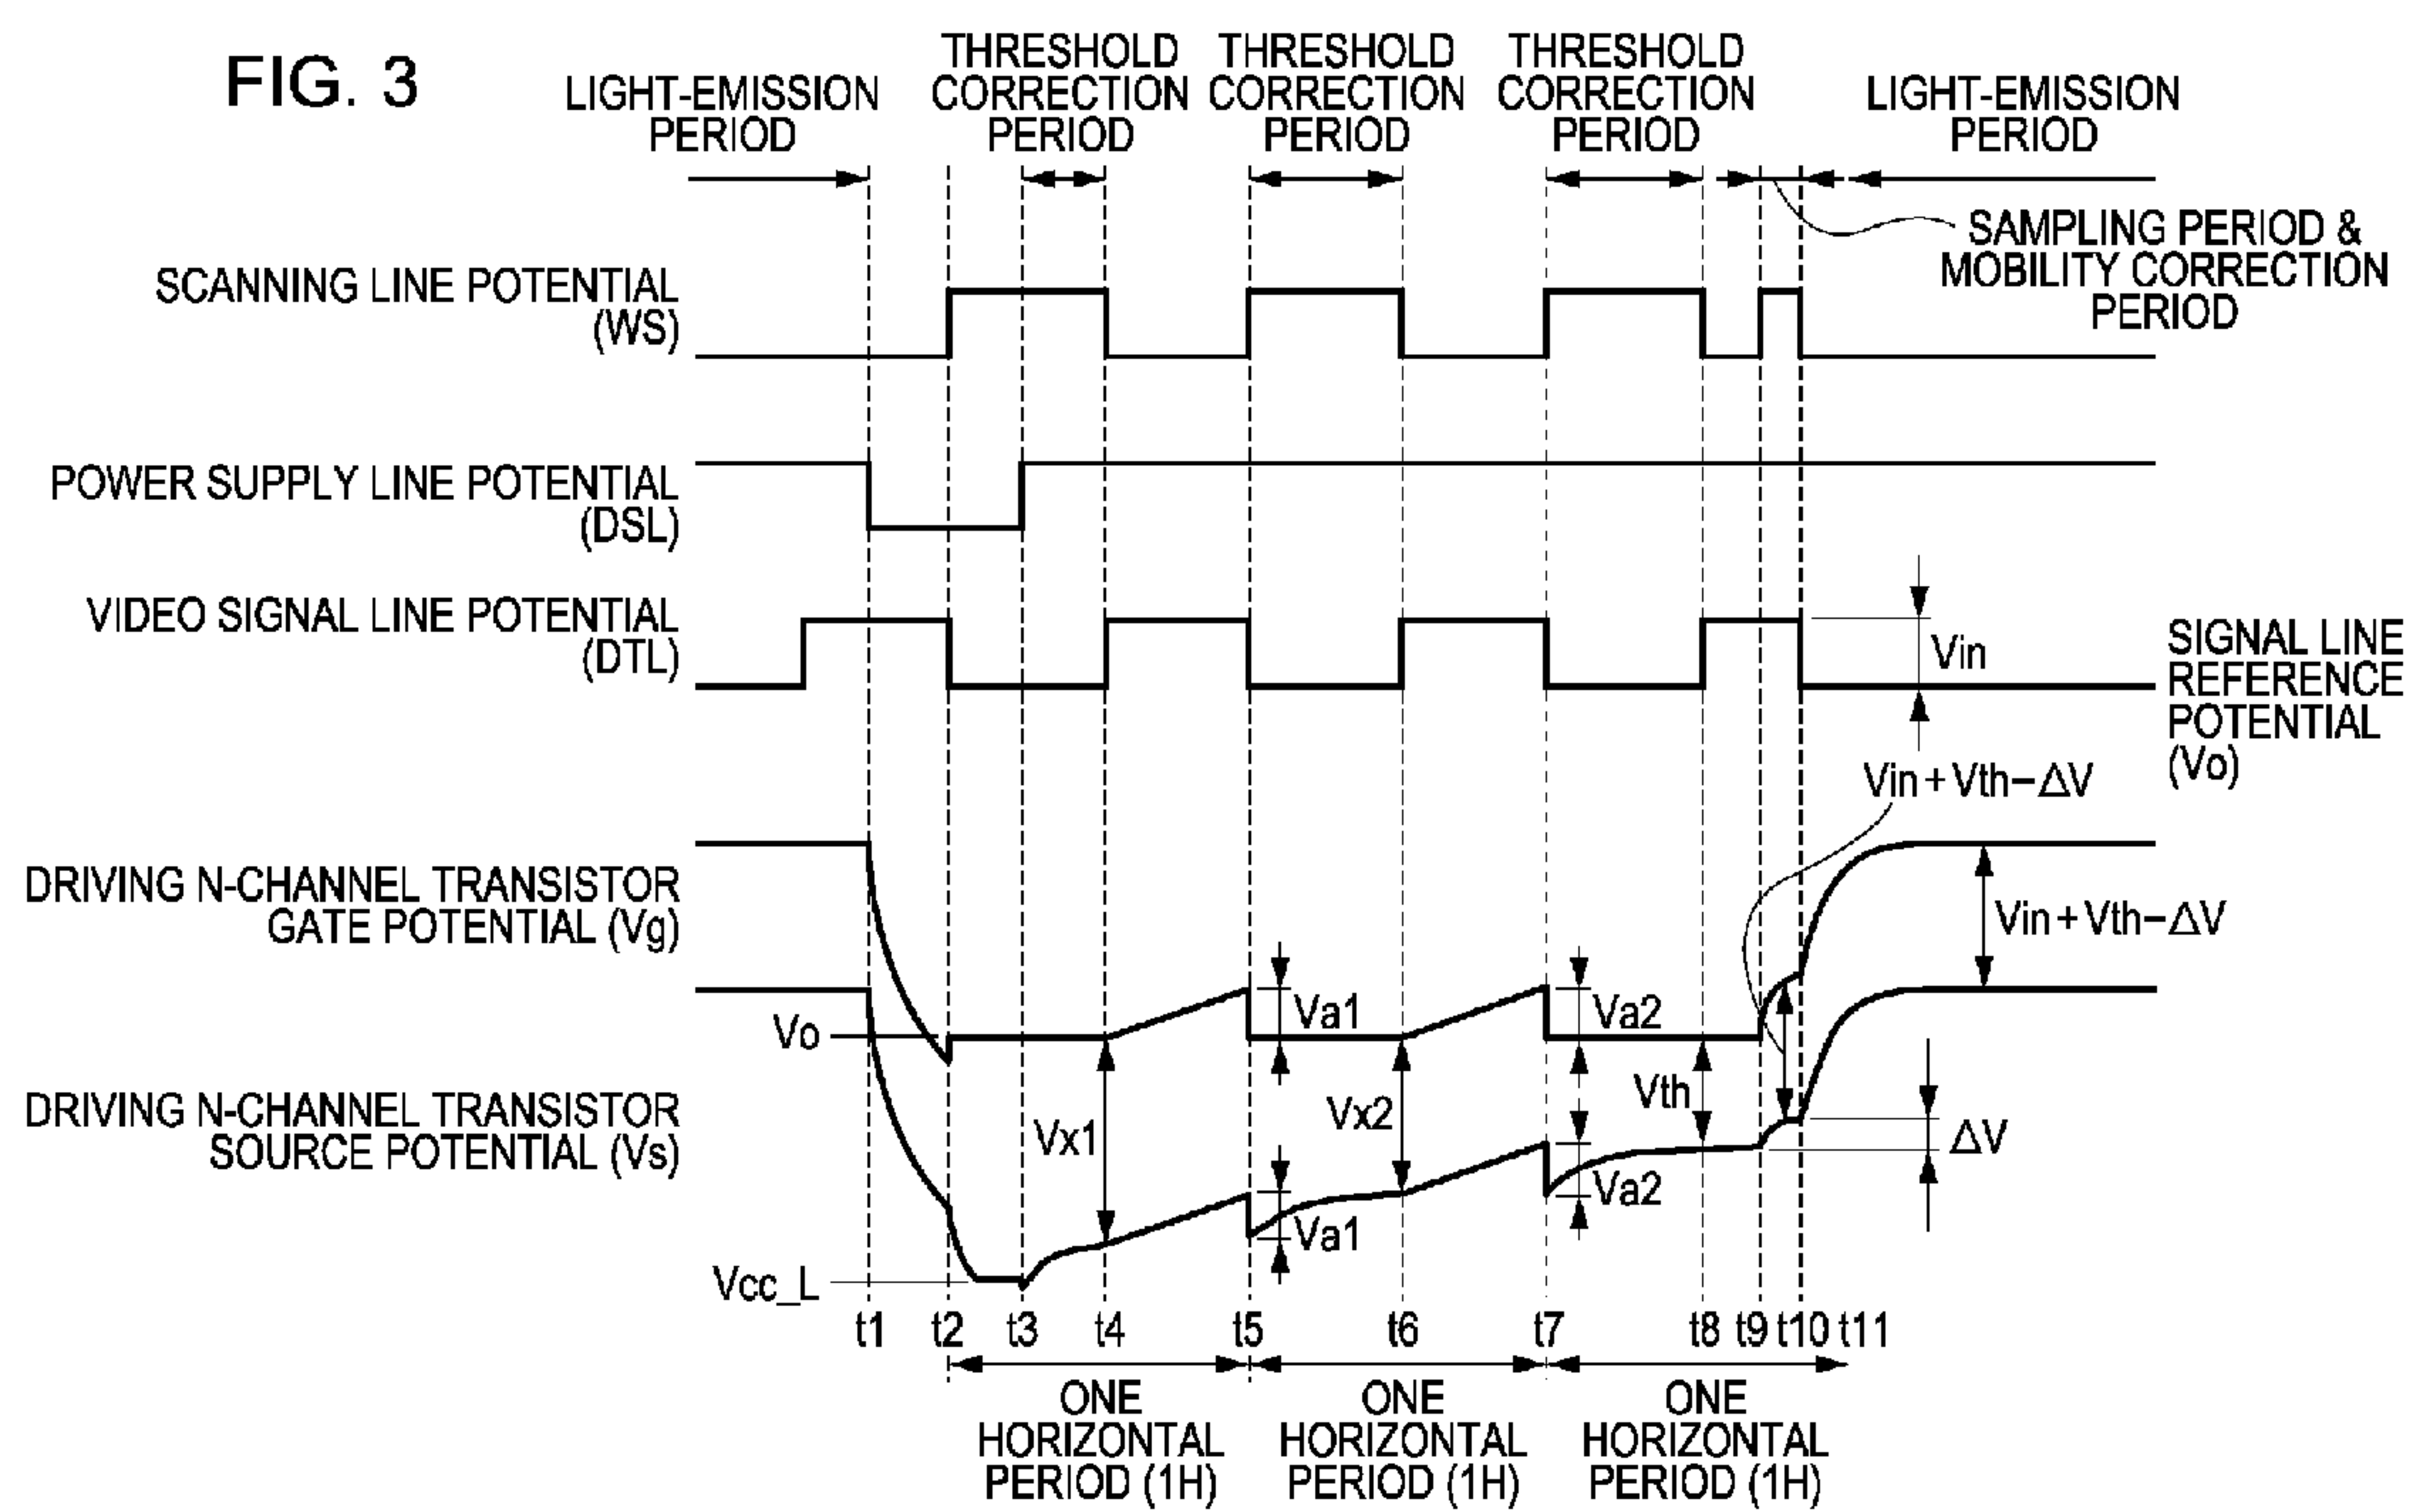 FIG. 3
LIGHT-EMISSION
PERIOD
THRESHOLD
CORRECTION
PERIOD
THRESHOLD
CORRECTION
PERIOD
THRESHOLD
CORRECTION
PERIOD
LIGHT-EMISSION
PERIOD
SAMPLING PERIOD &
MOBILITY CORRECTION
PERIOD
SCANNING LINE POTENTIAL
(WS)
POWER SUPPLY LINE POTENTIAL
(DSL)
VIDEO SIGNAL LINE POTENTIAL
(DTL)
Vin
SIGNAL LINE
REFERENCE
POTENTIAL
(Vo)
Vin+Vth−ΔV
DRIVING N-CHANNEL TRANSISTOR
GATE POTENTIAL (Vg)
Vin+Vth−ΔV
Vo
Va1
Va2
DRIVING N-CHANNEL TRANSISTOR
SOURCE POTENTIAL (Vs)
Vx1
Vx2
Vth
ΔV
Va1
Va2
Vcc_L
t1 t2 t3 t4 t5 t6 t7 t8 t9 t10 t11
ONE
HORIZONTAL
PERIOD (1H)
ONE
HORIZONTAL
PERIOD (1H)
ONE
HORIZONTAL
PERIOD (1H)